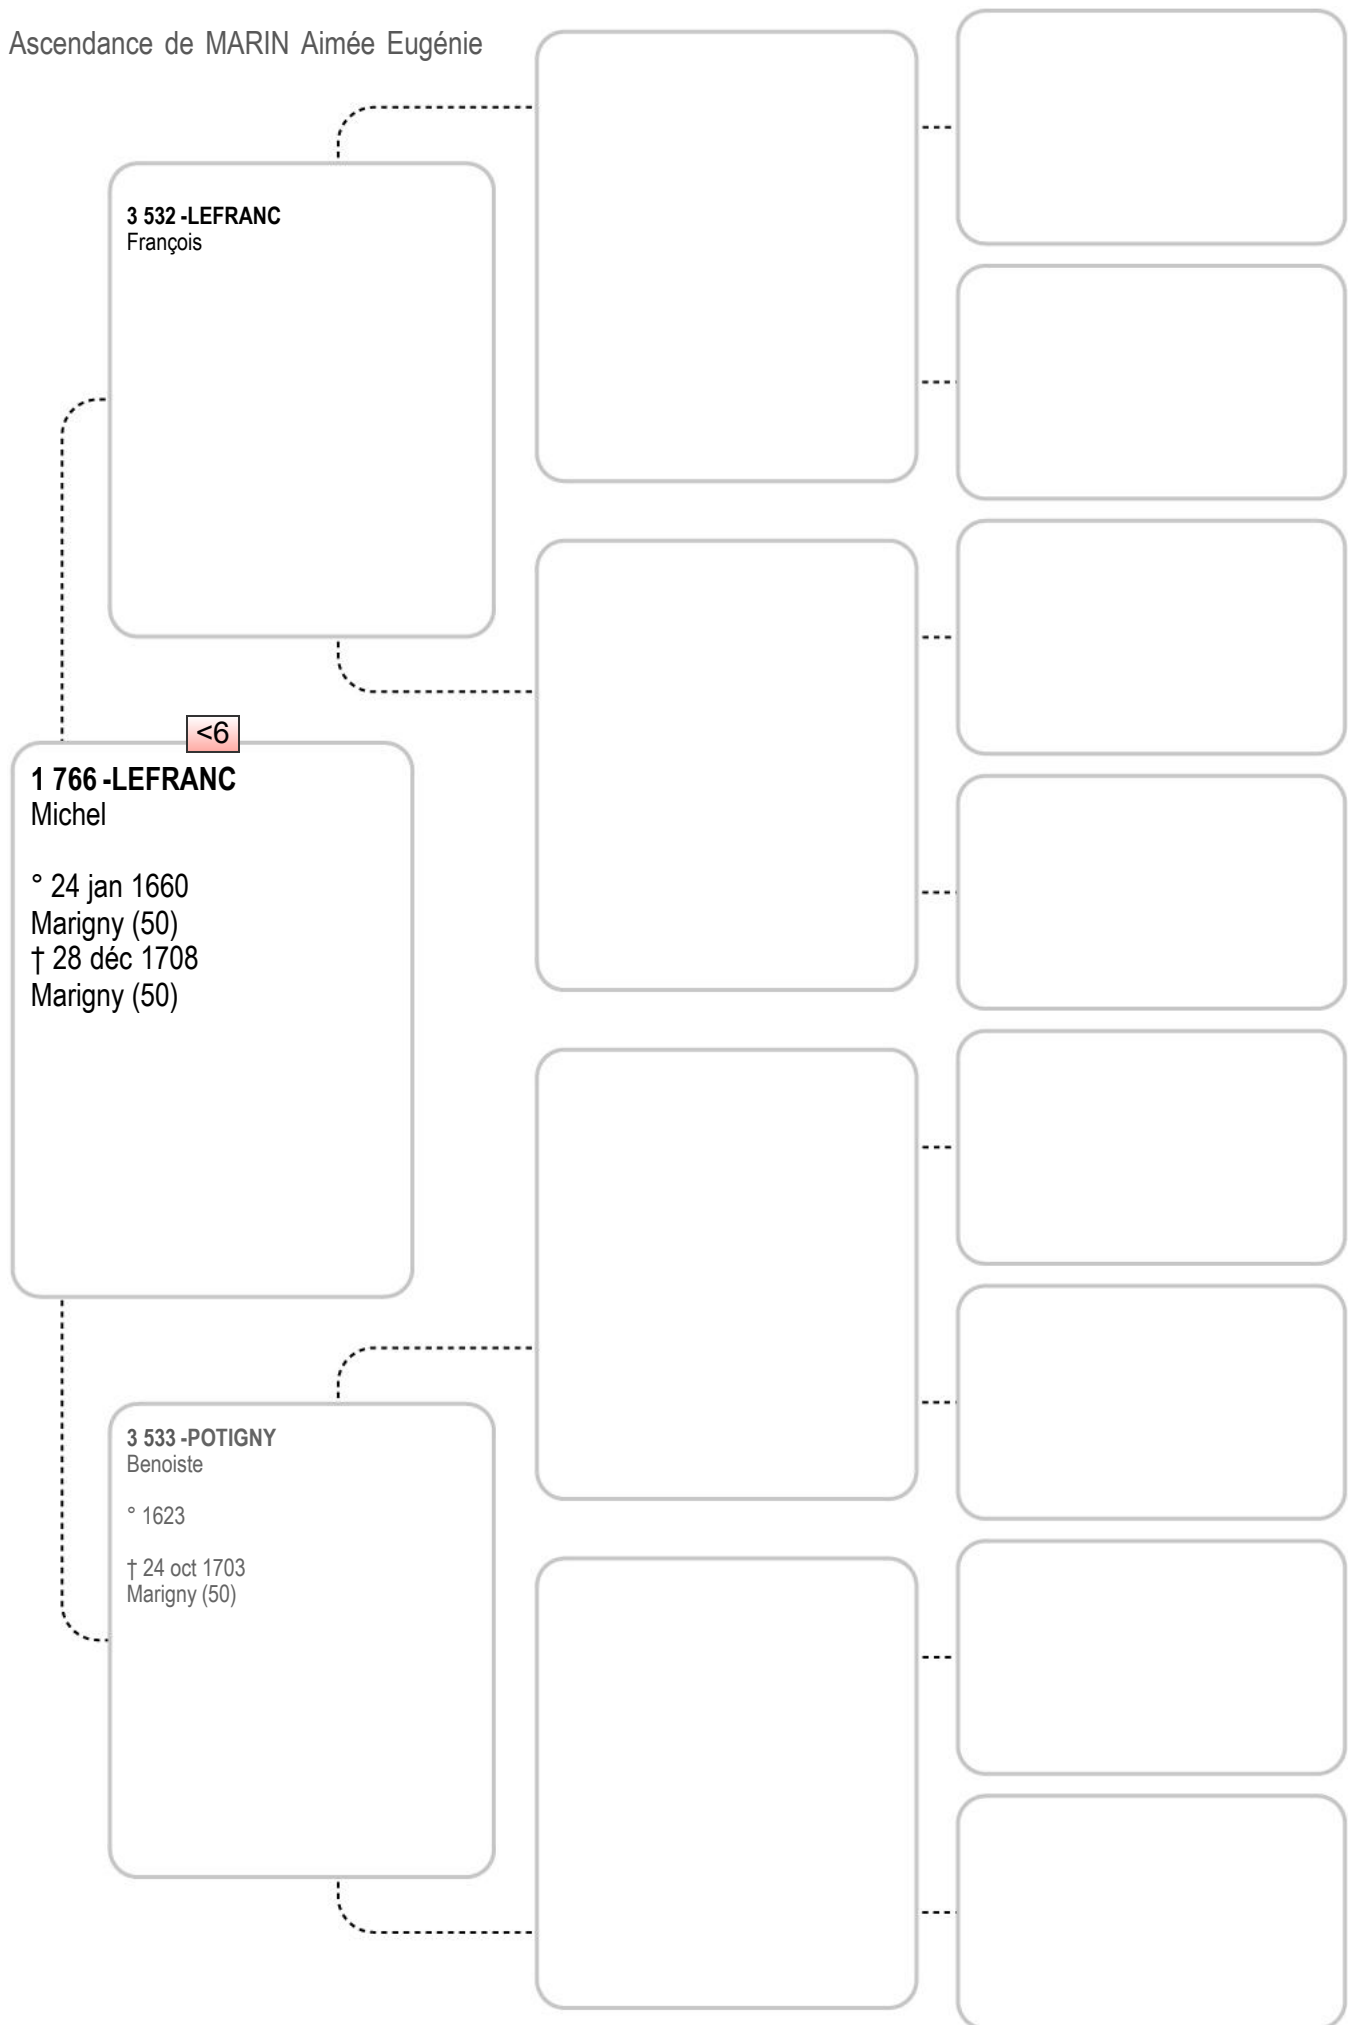 Ascendance de MARIN Aimée Eugénie
3 532 -LEFRANC
François
<6
1 766 -LEFRANC
Michel
° 24 jan 1660
Marigny (50)
† 28 déc 1708
Marigny (50)
3 533 -POTIGNY
Benoiste
° 1623
† 24 oct 1703
Marigny (50)